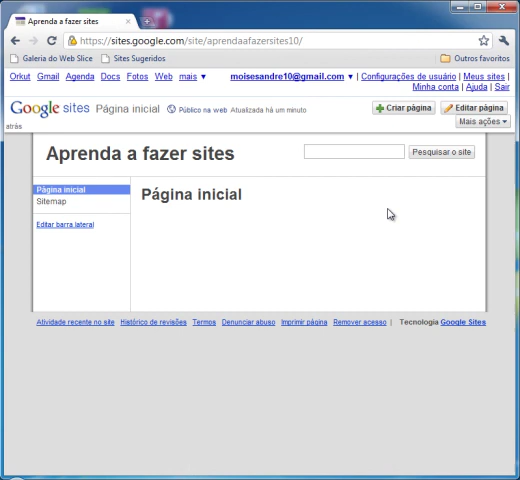 Aprenda a fazer sites
https://sites.google.com/site/aprendaafazersites10/
Galeria do Web Slice Sites Sugeridos Outros favoritos
Orkut Gmail Agenda Docs Fotos Web mais ▼ moisesandre10@gmail.com ▼ | Configurações de usuário | Meus sites |
Minha conta | Ajuda | Sair
Google sites Página inicial Público na web Atualizada há um minuto Criar página Editar página
atrás Mais ações ▼
Aprenda a fazer sites Pesquisar o site
Página inicial
Sitemap
Editar barra lateral
Página inicial
Atividade recente no site Histórico de revisões Termos Denunciar abuso Imprimir página Remover acesso | Tecnologia Google Sites